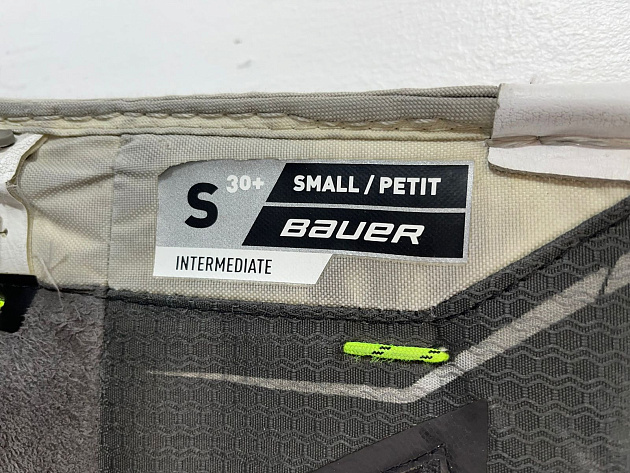 S 30+ SMALL / PETIT
BAUER
INTERMEDIATE